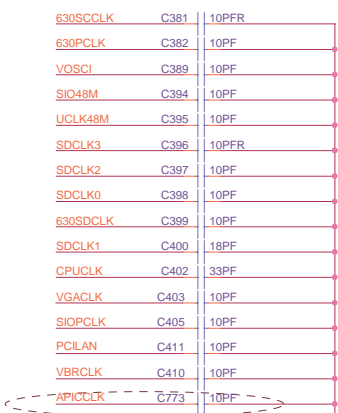 630SCCLK C381 10PFR
630PCLK C382 10PF
VOSCI C389 10PF
SIO48M C394 10PF
UCLK48M C395 10PF
SDCLK3 C396 10PFR
SDCLK2 C397 10PF
SDCLK0 C398 10PF
630SDCLK C399 10PF
SDCLK1 C400 18PF
CPUCLK C402 33PF
VGACLK C403 10PF
SIOPCLK C405 10PF
PCILAN C411 10PF
VBRCLK C410 10PF
APICCLK C773 10PF